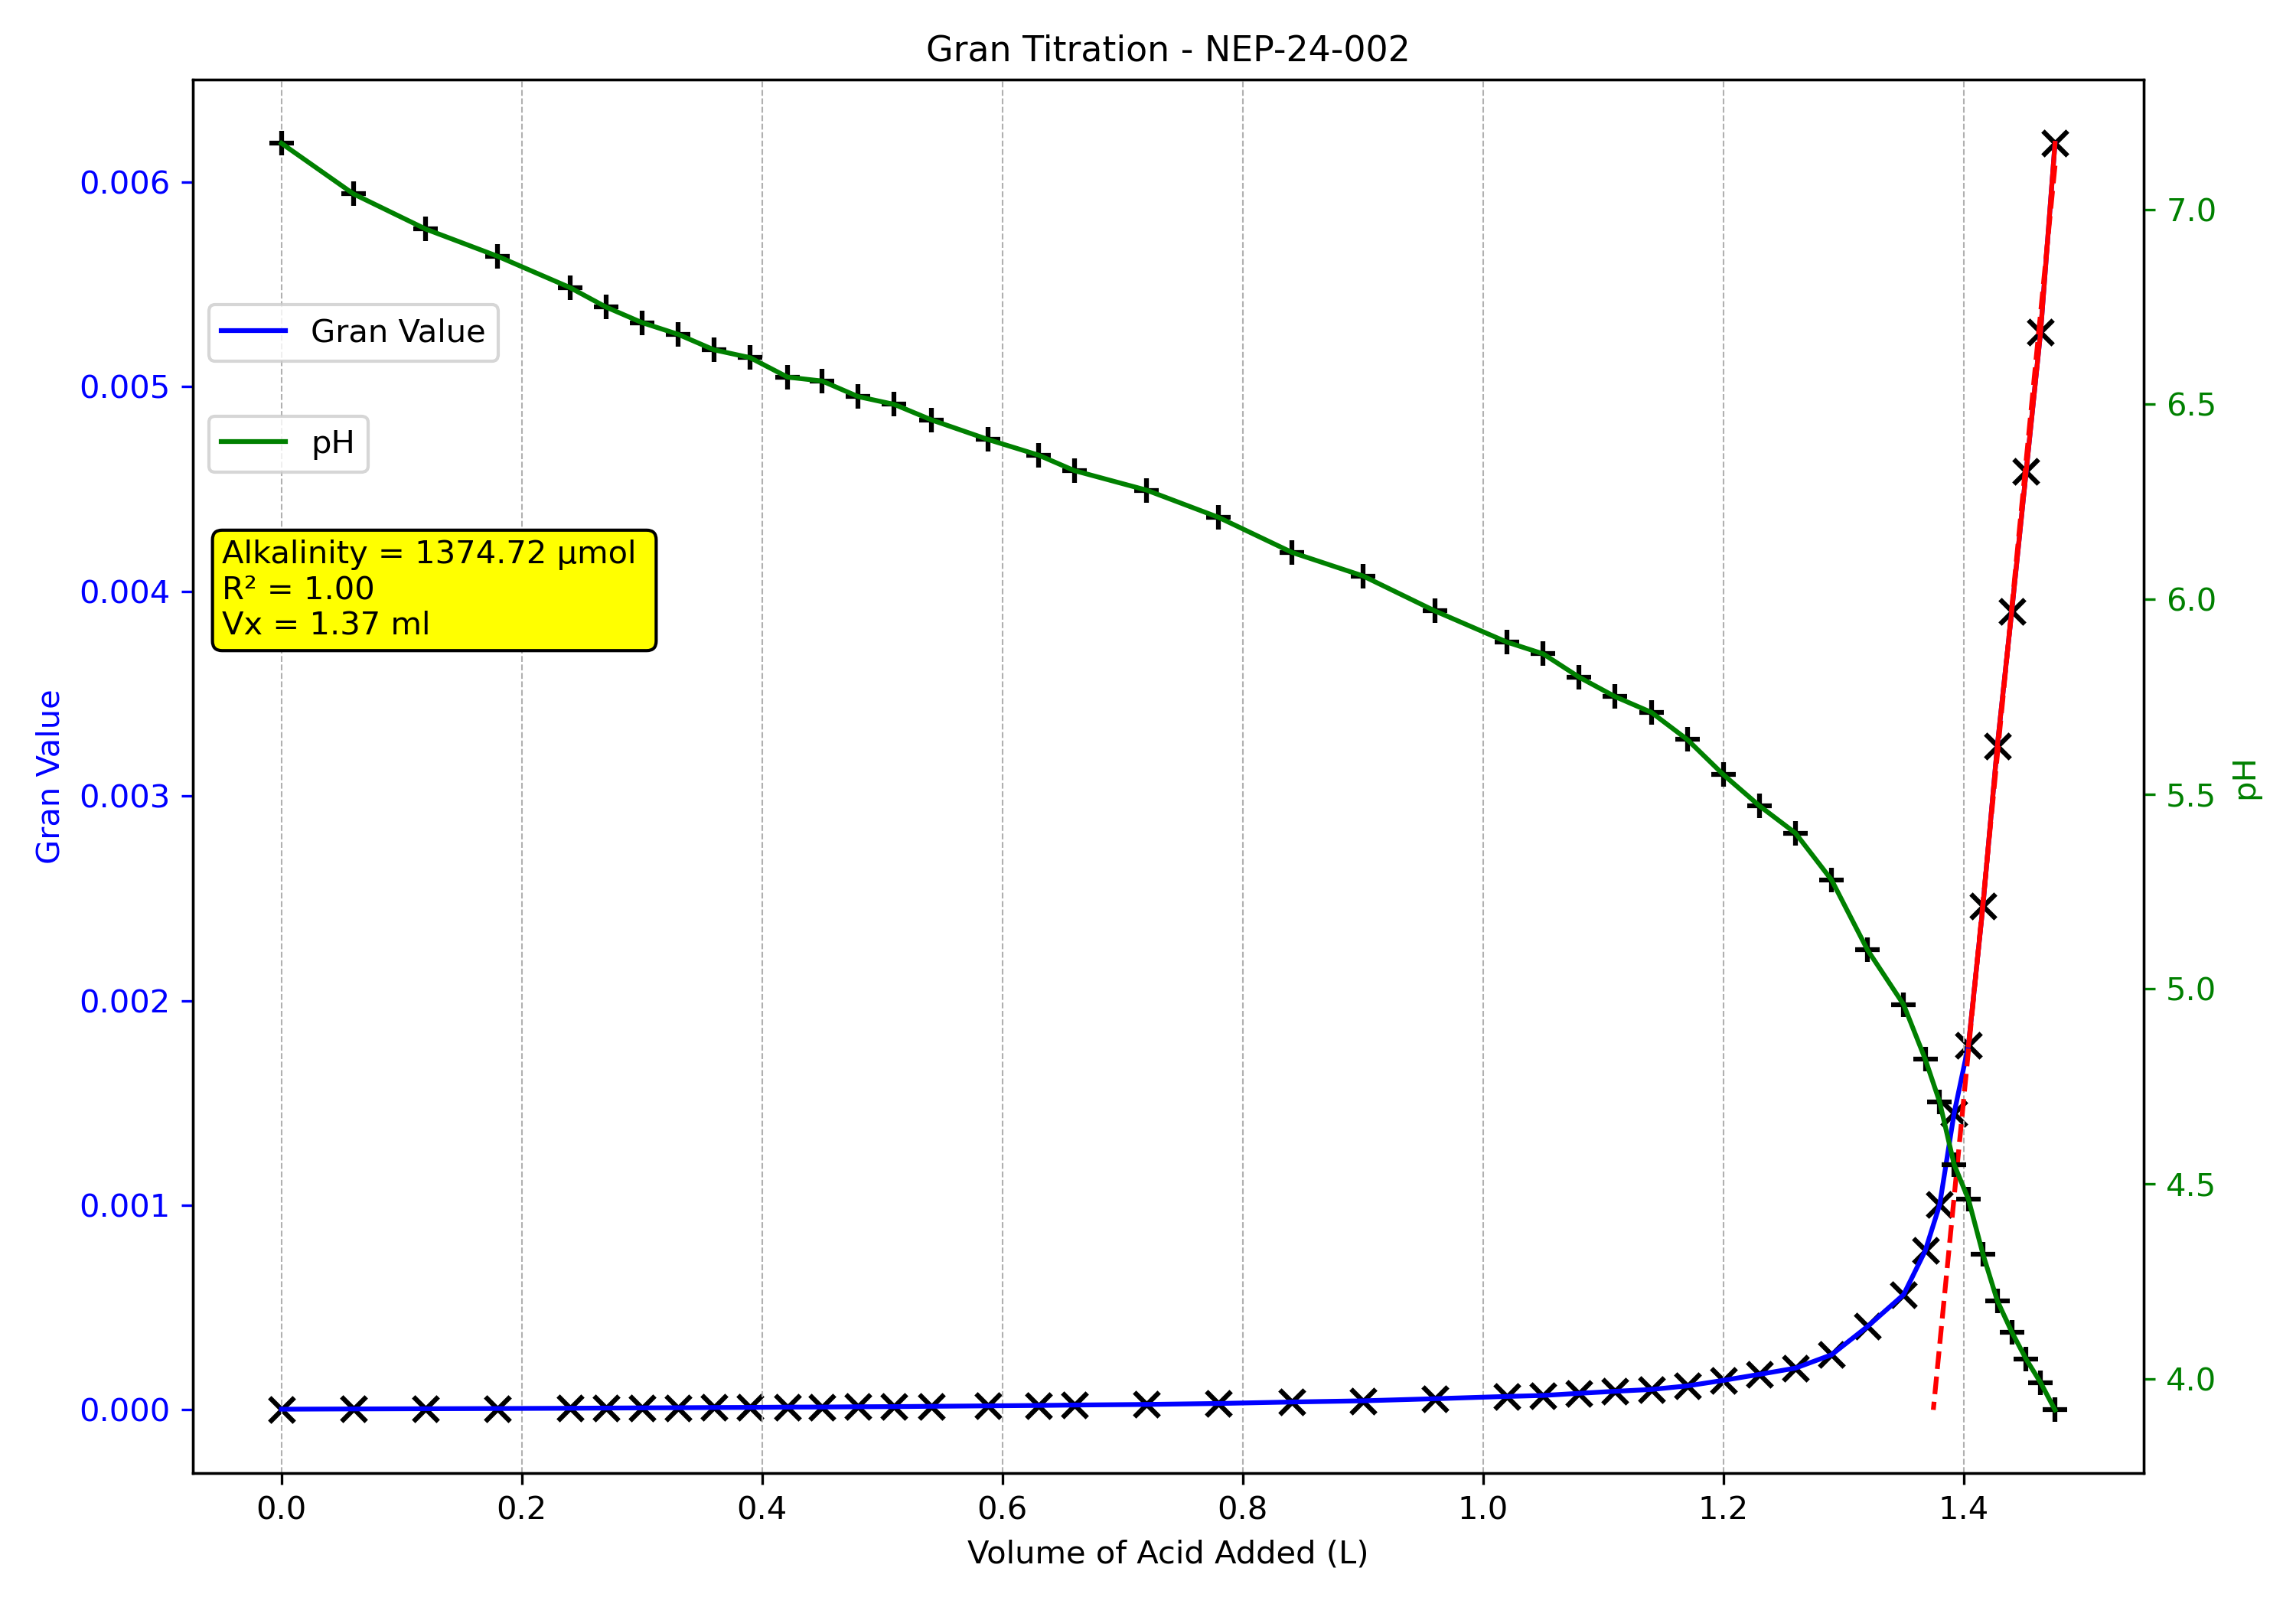 Gran Titration - NEP-24-002
Gran Value
pH
Alkalinity = 1374.72 µmol
R² = 1.00
Vx = 1.37 ml
0.006
0.005
0.004
0.003
0.002
0.001
0.000
Gran Value
7.0
6.5
6.0
5.5
5.0
4.5
4.0
pH
0.0 0.2 0.4 0.6 0.8 1.0 1.2 1.4
Volume of Acid Added (L)